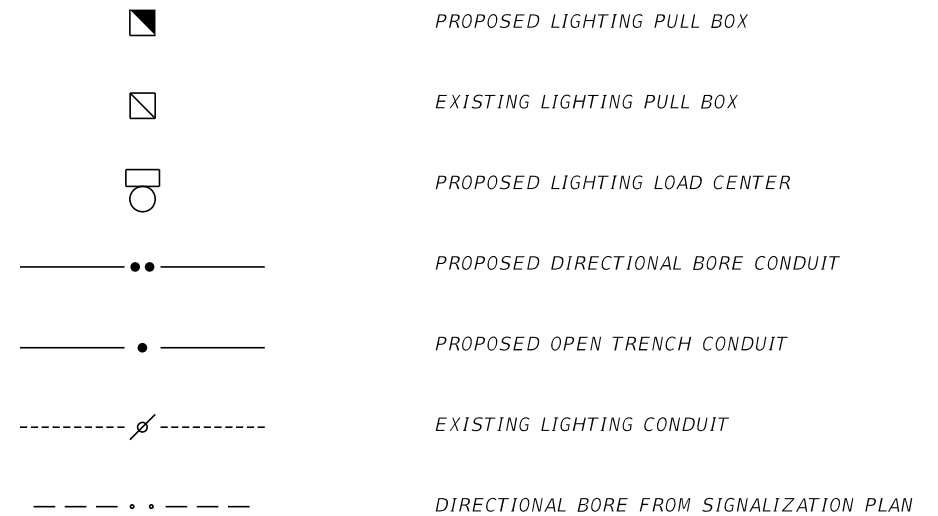 PROPOSED LIGHTING PULL BOX
EXISTING LIGHTING PULL BOX
PROPOSED LIGHTING LOAD CENTER
PROPOSED DIRECTIONAL BORE CONDUIT
PROPOSED OPEN TRENCH CONDUIT
EXISTING LIGHTING CONDUIT
DIRECTIONAL BORE FROM SIGNALIZATION PLAN